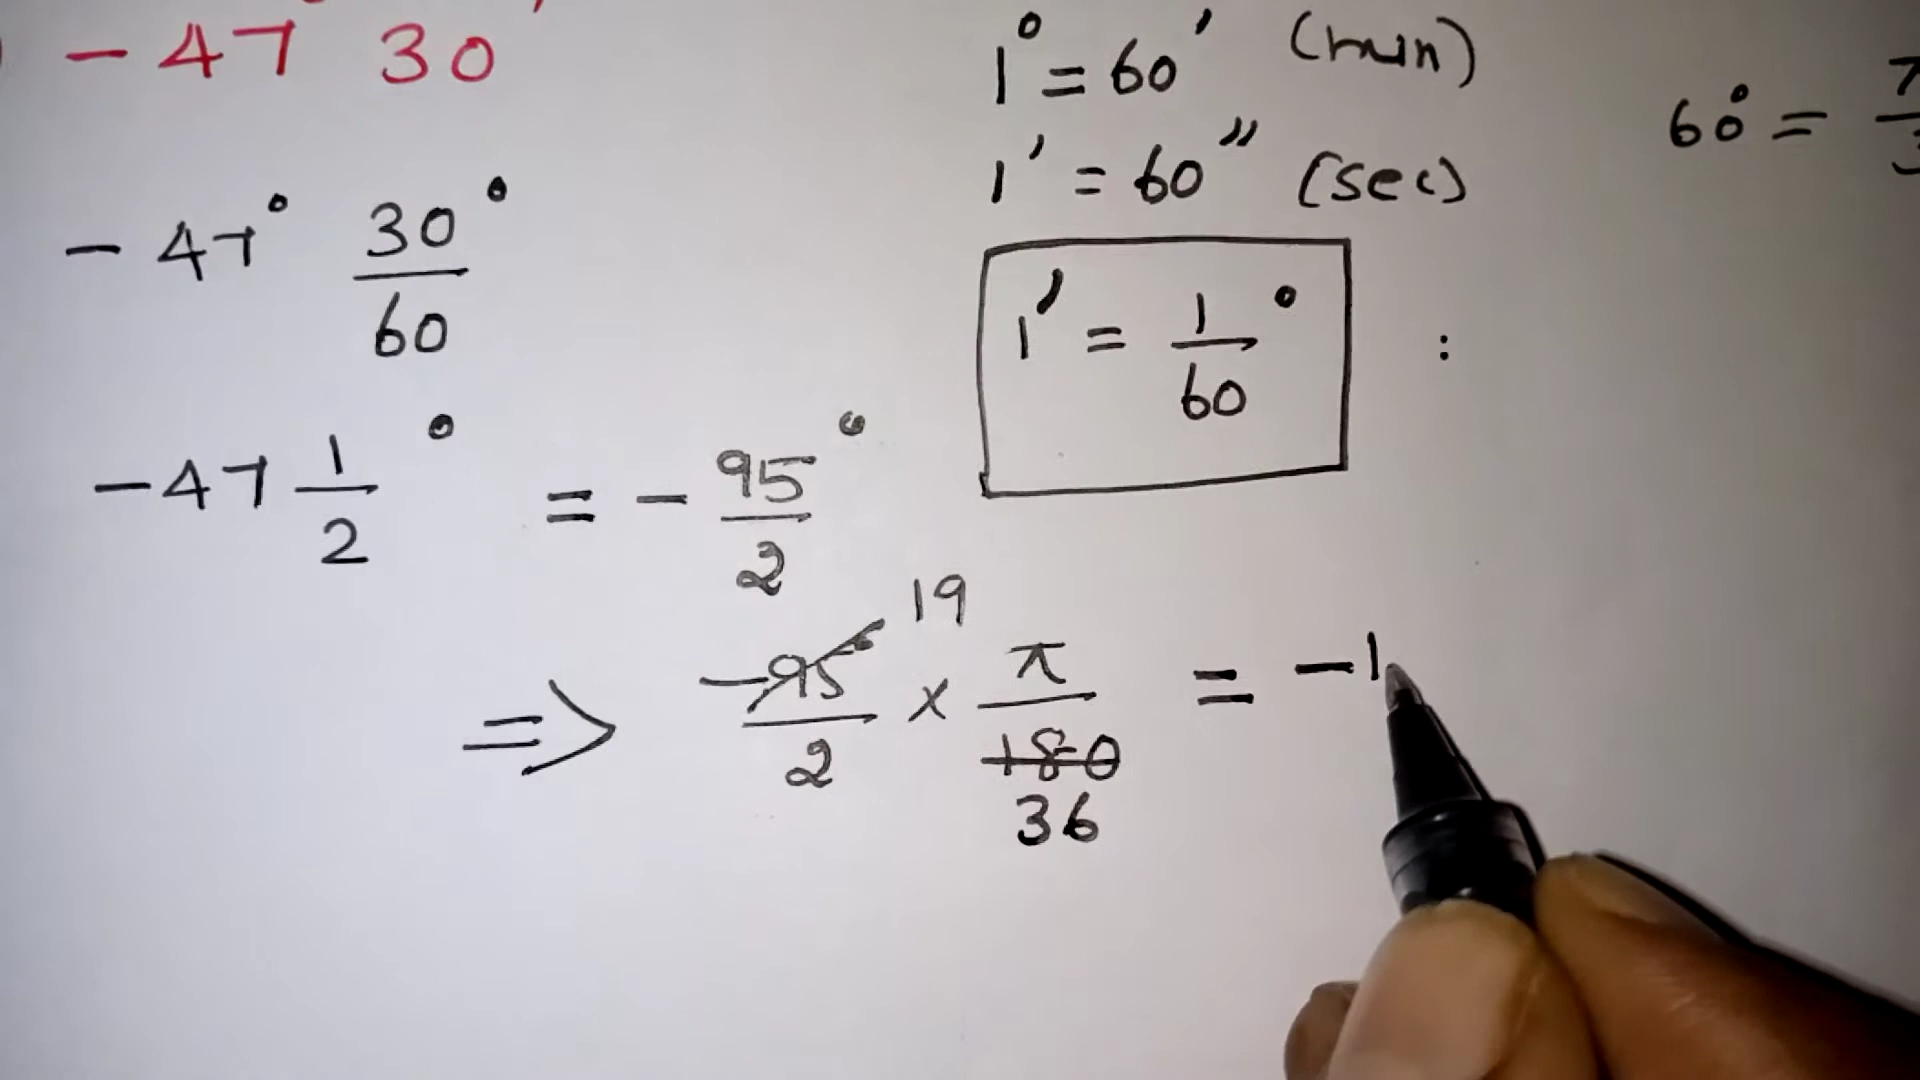 - 47° 30'
1° = 60' (min)
1' = 60" (sec)
60° =
- 47° 30/60 °
1' = 1/60 °
:
- 47 1/2 ° = - 95/2 °
19
=> -95/2 × π/180 = -1
36